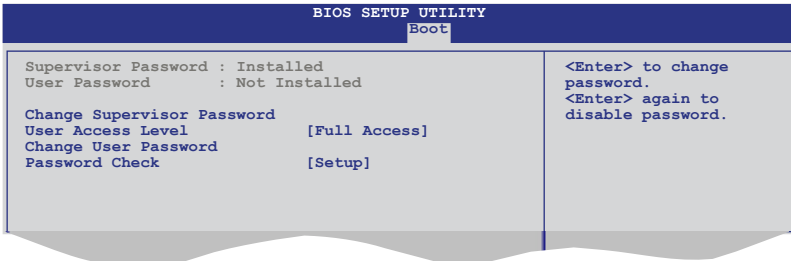 BIOS SETUP UTILITY
Boot
Supervisor Password : Installed
User Password : Not Installed
Change Supervisor Password
User Access Level [Full Access]
Change User Password
Password Check [Setup]
<Enter> to change
password.
<Enter> again to
disable password.